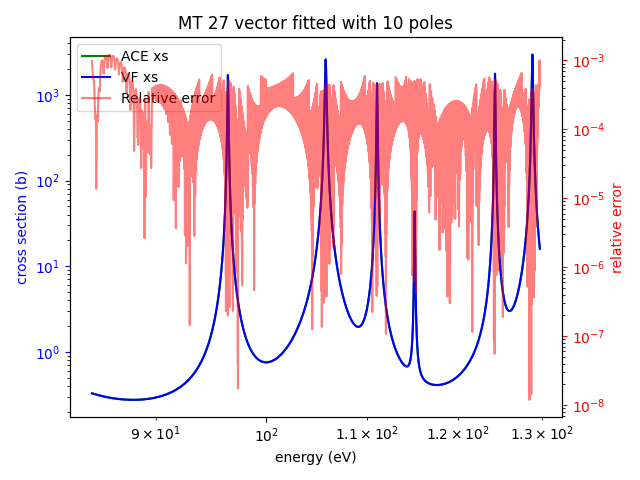 MT 27 vector fitted with 10 poles
ACE xs
VF xs
Relative error
cross section (b)
10³
10²
10¹
10⁰
10⁻³
10⁻⁴
10⁻⁵
10⁻⁶
10⁻⁷
10⁻⁸
relative error
9 × 10¹
10²
1.1 × 10²
1.2 × 10²
1.3 × 10²
energy (eV)